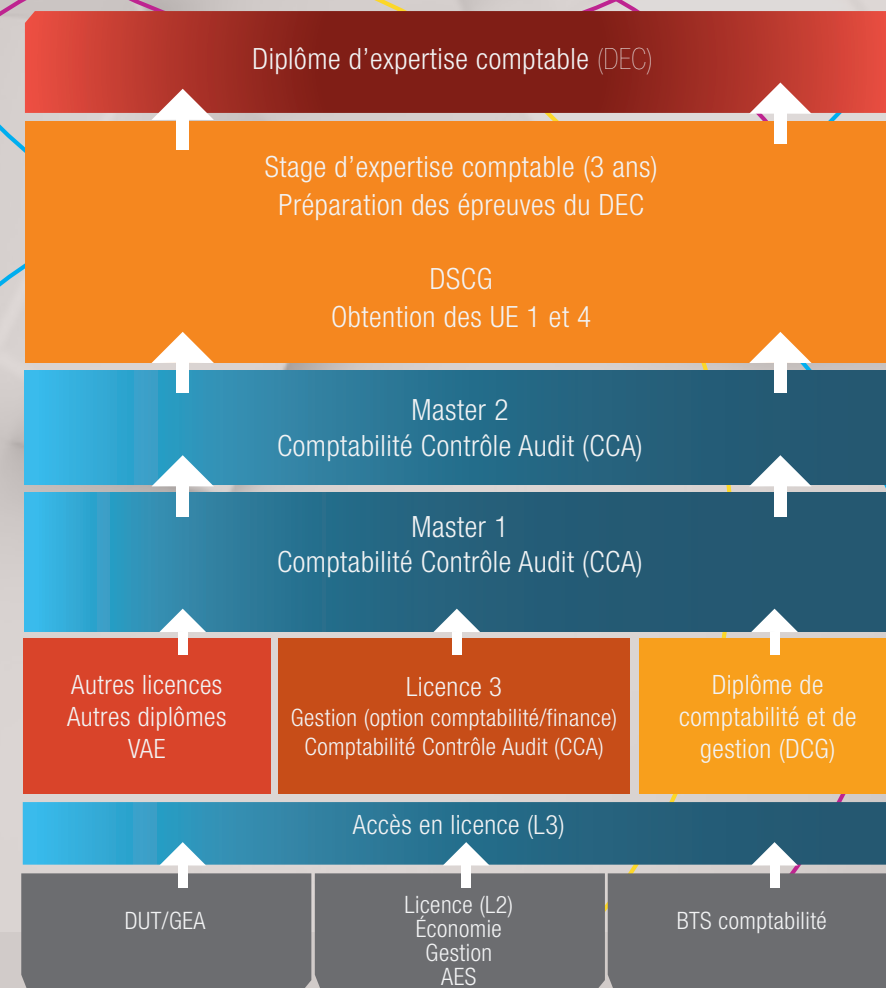 Diplôme d'expertise comptable (DEC)
Stage d'expertise comptable (3 ans)
Préparation des épreuves du DEC
DSCG
Obtention des UE 1 et 4
Master 2
Comptabilité Contrôle Audit (CCA)
Master 1
Comptabilité Contrôle Audit (CCA)
Autres licences
Autres diplômes
VAE
Licence 3
Gestion (option comptabilité/finance)
Comptabilité Contrôle Audit (CCA)
Diplôme de
comptabilité et de
gestion (DCG)
Accès en licence (L3)
DUT/GEA
Licence (L2)
Économie
Gestion
AES
BTS comptabilité